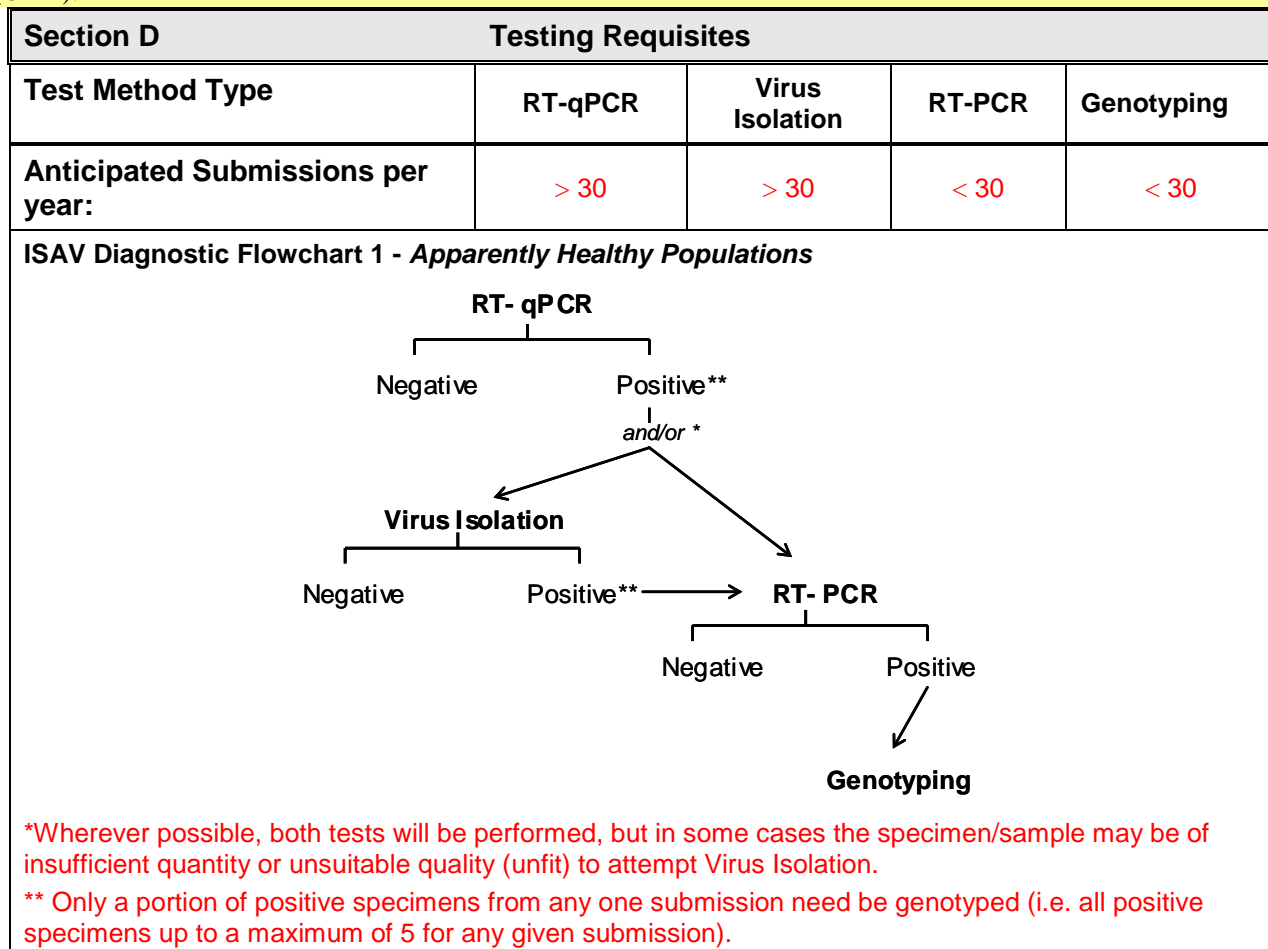 Section D Testing Requisites
Test Method Type RT-qPCR Virus Isolation RT-PCR Genotyping
Anticipated Submissions per year: > 30 > 30 < 30 < 30
ISAV Diagnostic Flowchart 1 - Apparently Healthy Populations
RT- qPCR
Negative Positive**
and/or *
Virus Isolation
Negative Positive** RT- PCR
Negative Positive
Genotyping
*Wherever possible, both tests will be performed, but in some cases the specimen/sample may be of
insufficient quantity or unsuitable quality (unfit) to attempt Virus Isolation.
** Only a portion of positive specimens from any one submission need be genotyped (i.e. all positive
specimens up to a maximum of 5 for any given submission).